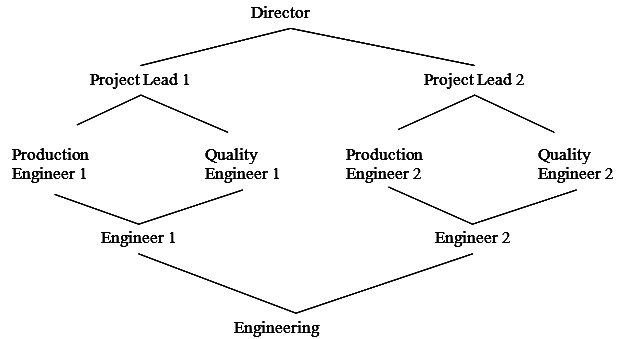 Director
Project Lead 1
Project Lead 2
Production
Engineer 1
Quality
Engineer 1
Production
Engineer 2
Quality
Engineer 2
Engineer 1
Engineer 2
Engineering